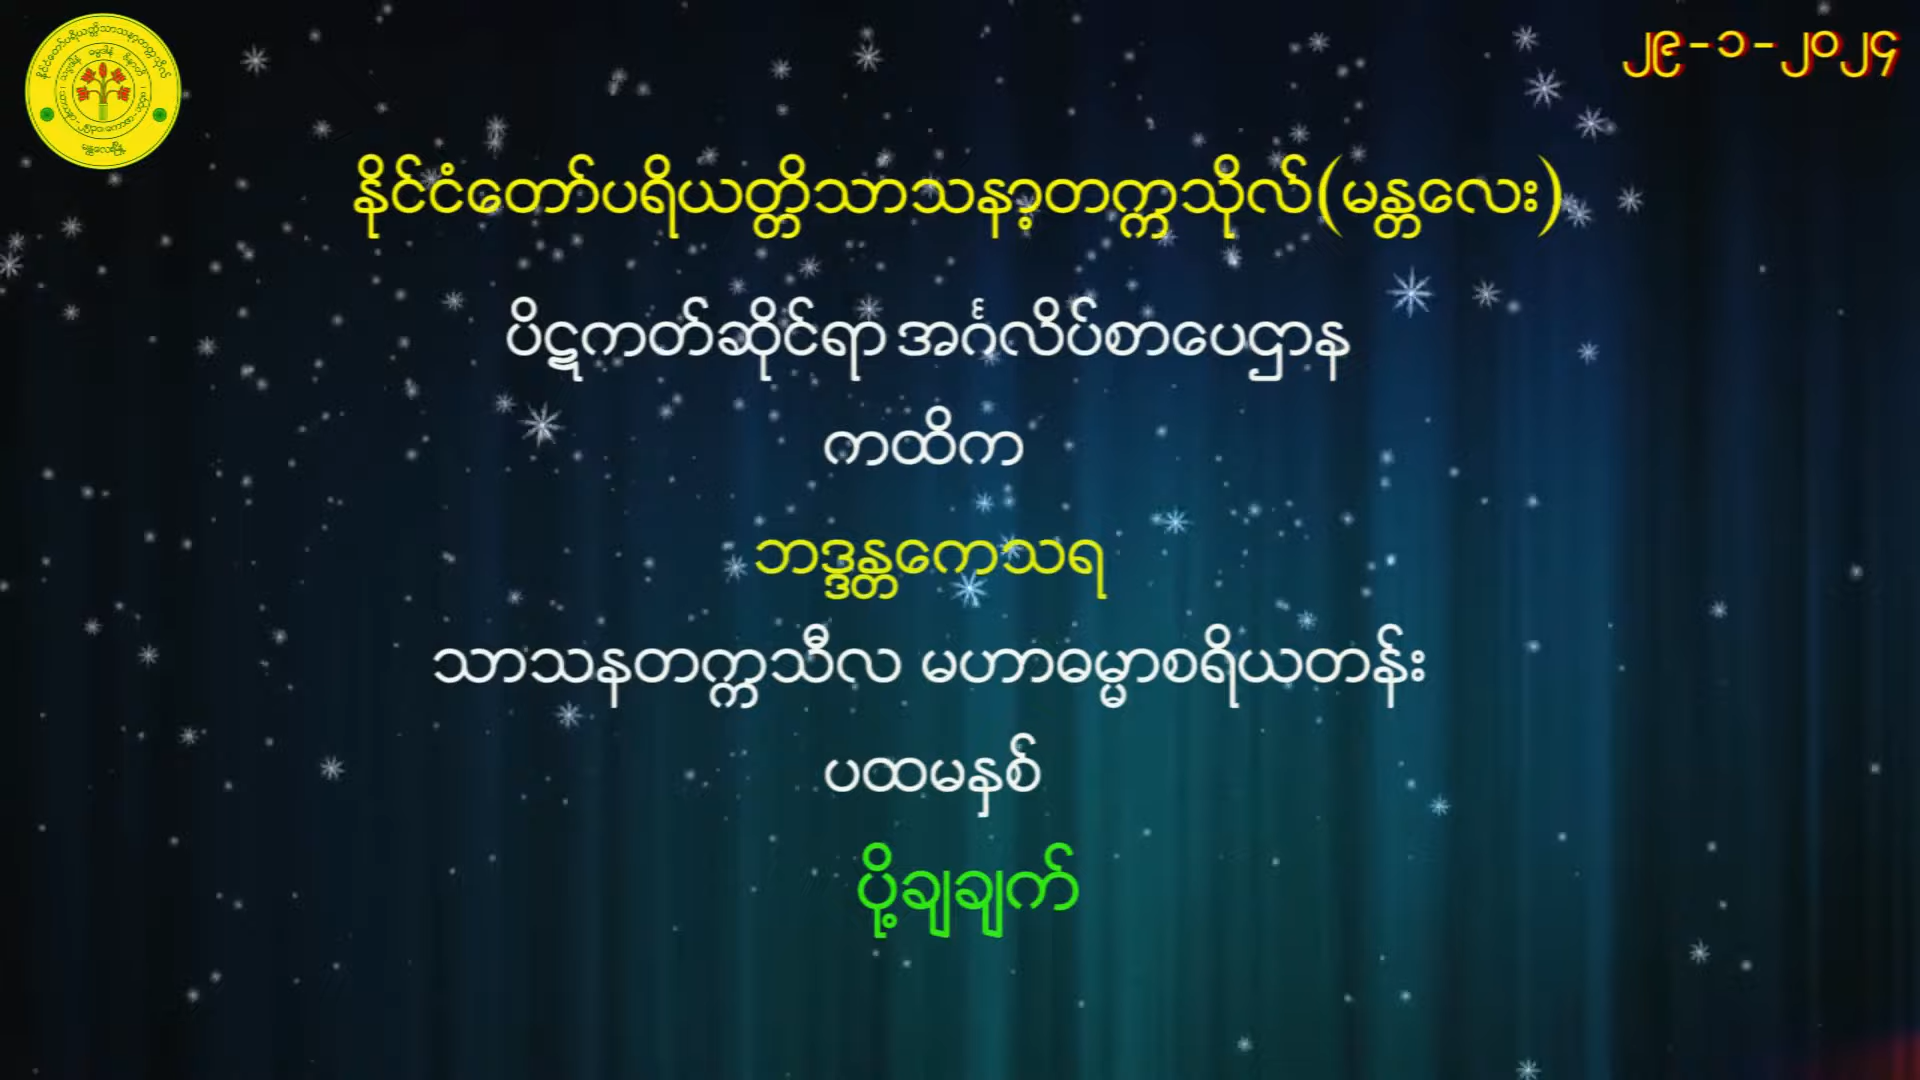 ၂၉-၁-၂၀၂၄
နိုင်ငံတော်ပရိယတ္တိသာသနာ့တက္ကသိုလ်(မန္တလေး)
ပိဋကတ်ဆိုင်ရာ အင်္ဂလိပ်စာပေဌာန
ကထိက
ဘဒ္ဒန္တကေသရ
သာသနတက္ကသီလ မဟာဓမ္မာစရိယတန်း
ပထမနှစ်
ပို့ချချက်